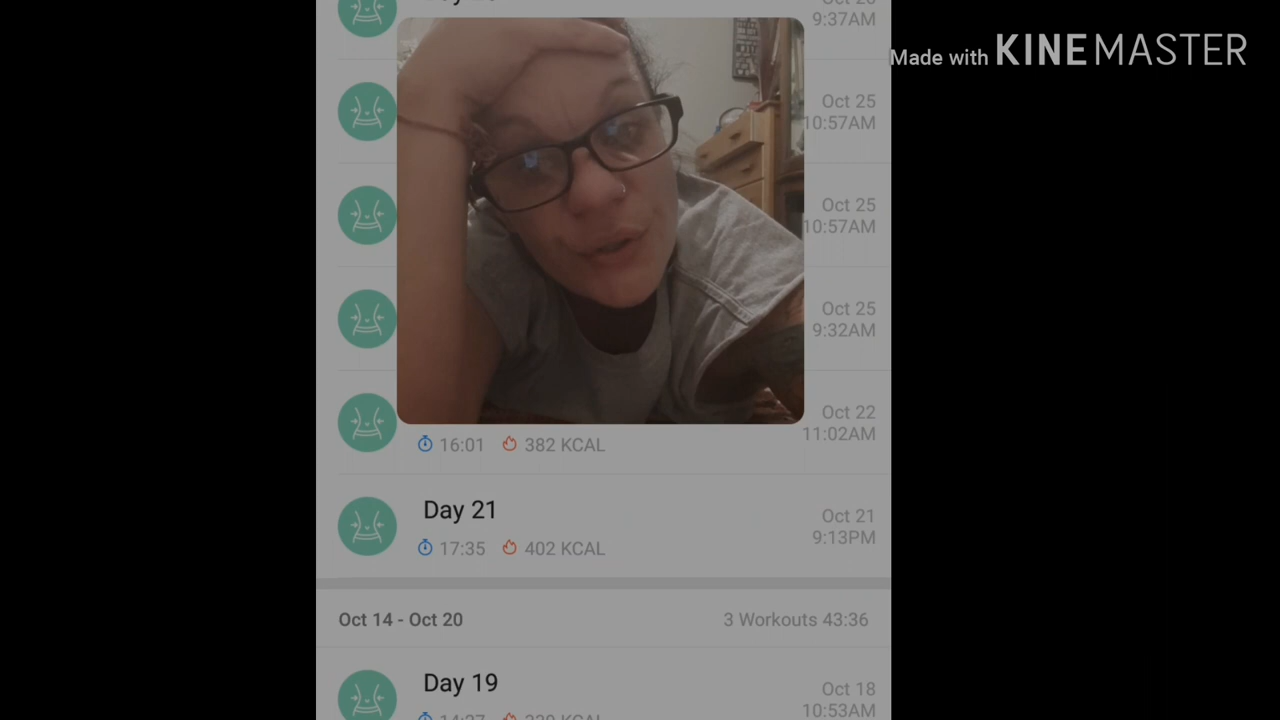 9:37AM
Made with KINEMASTER
Oct 25
10:57AM
Oct 25
10:57AM
Oct 25
9:32AM
Oct 22
11:02AM
16:01 382 KCAL
Day 21
Oct 21
9:13PM
17:35 402 KCAL
Oct 14 - Oct 20
3 Workouts 43:36
Day 19
Oct 18
10:53AM